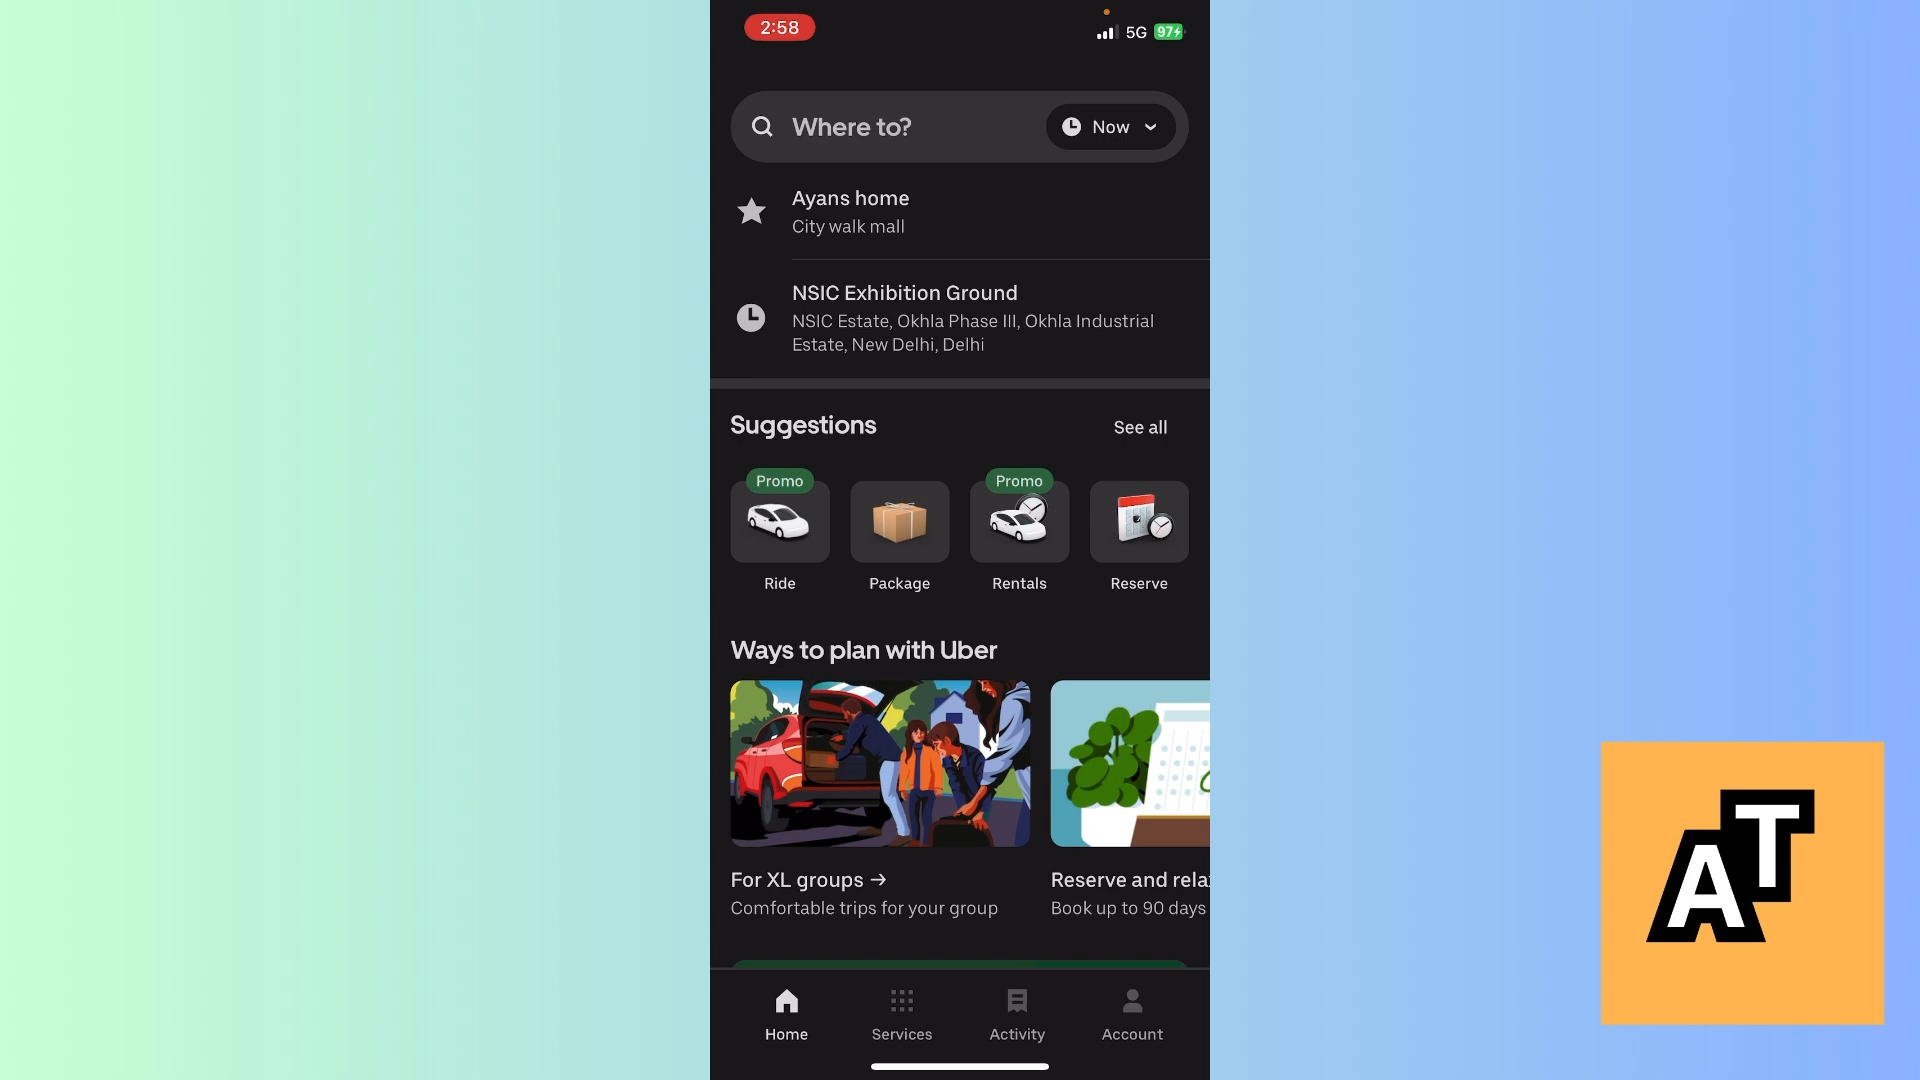 2:58
5G 97
Where to?
Now
Ayans home
City walk mall
NSIC Exhibition Ground
NSIC Estate, Okhla Phase III, Okhla Industrial
Estate, New Delhi, Delhi
Suggestions
See all
Promo
Promo
Ride
Package
Rentals
Reserve
Ways to plan with Uber
For XL groups →
Comfortable trips for your group
Reserve and rela
Book up to 90 days
Home
Services
Activity
Account
AT